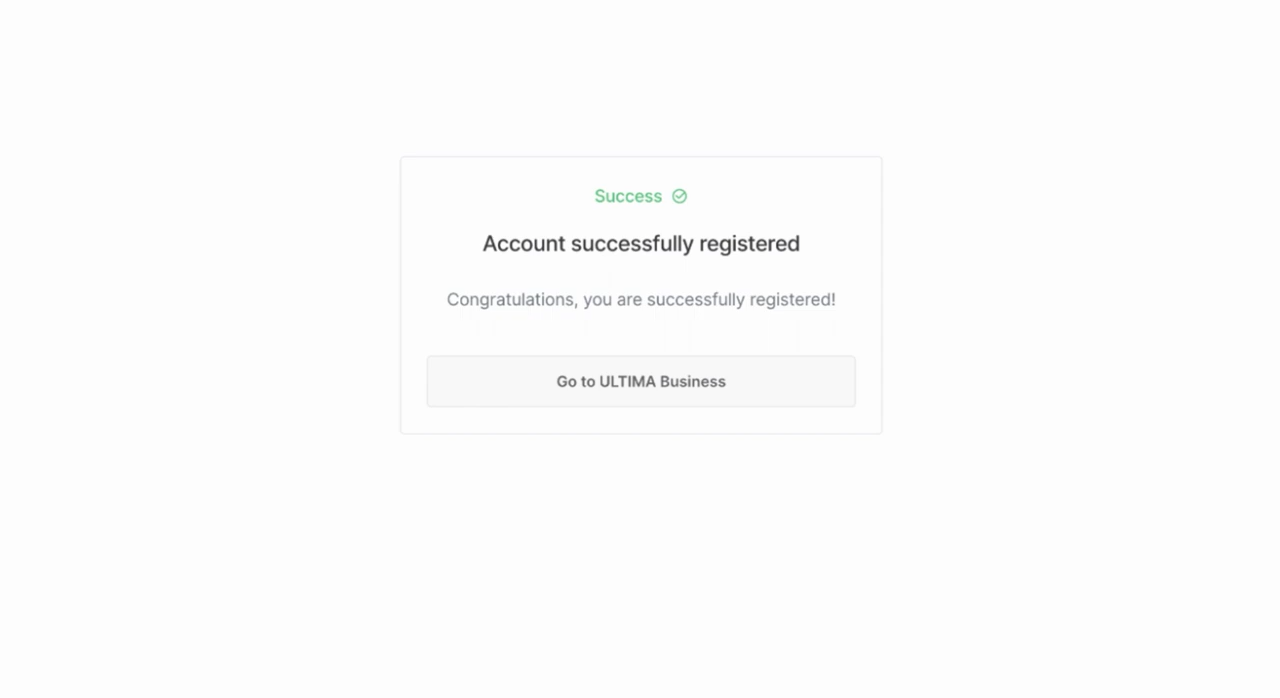 Success
Account successfully registered
Congratulations, you are successfully registered!
Go to ULTIMA Business